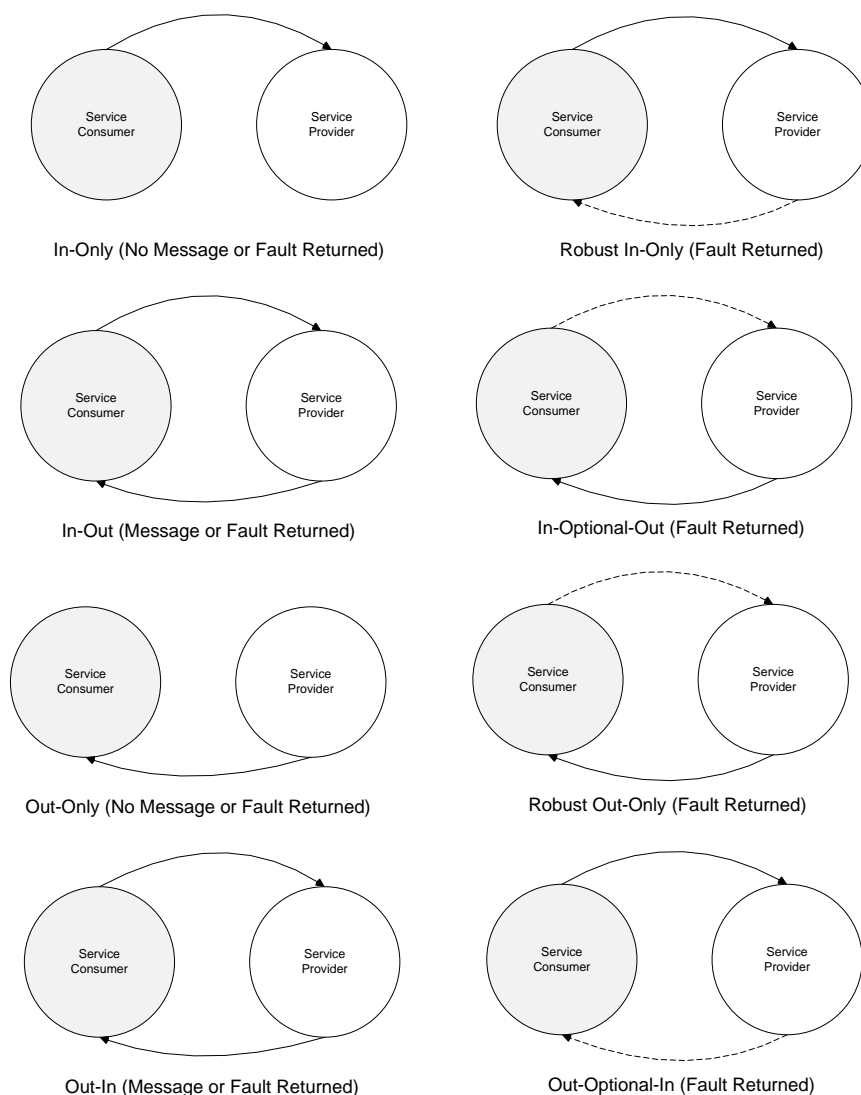 Service
Consumer
Service
Provider
In-Only (No Message or Fault Returned)
Service
Consumer
Service
Provider
Robust In-Only (Fault Returned)
Service
Consumer
Service
Provider
In-Out (Message or Fault Returned)
Service
Consumer
Service
Provider
In-Optional-Out (Fault Returned)
Service
Consumer
Service
Provider
Out-Only (No Message or Fault Returned)
Service
Consumer
Service
Provider
Robust Out-Only (Fault Returned)
Service
Consumer
Service
Provider
Out-In (Message or Fault Returned)
Service
Consumer
Service
Provider
Out-Optional-In (Fault Returned)